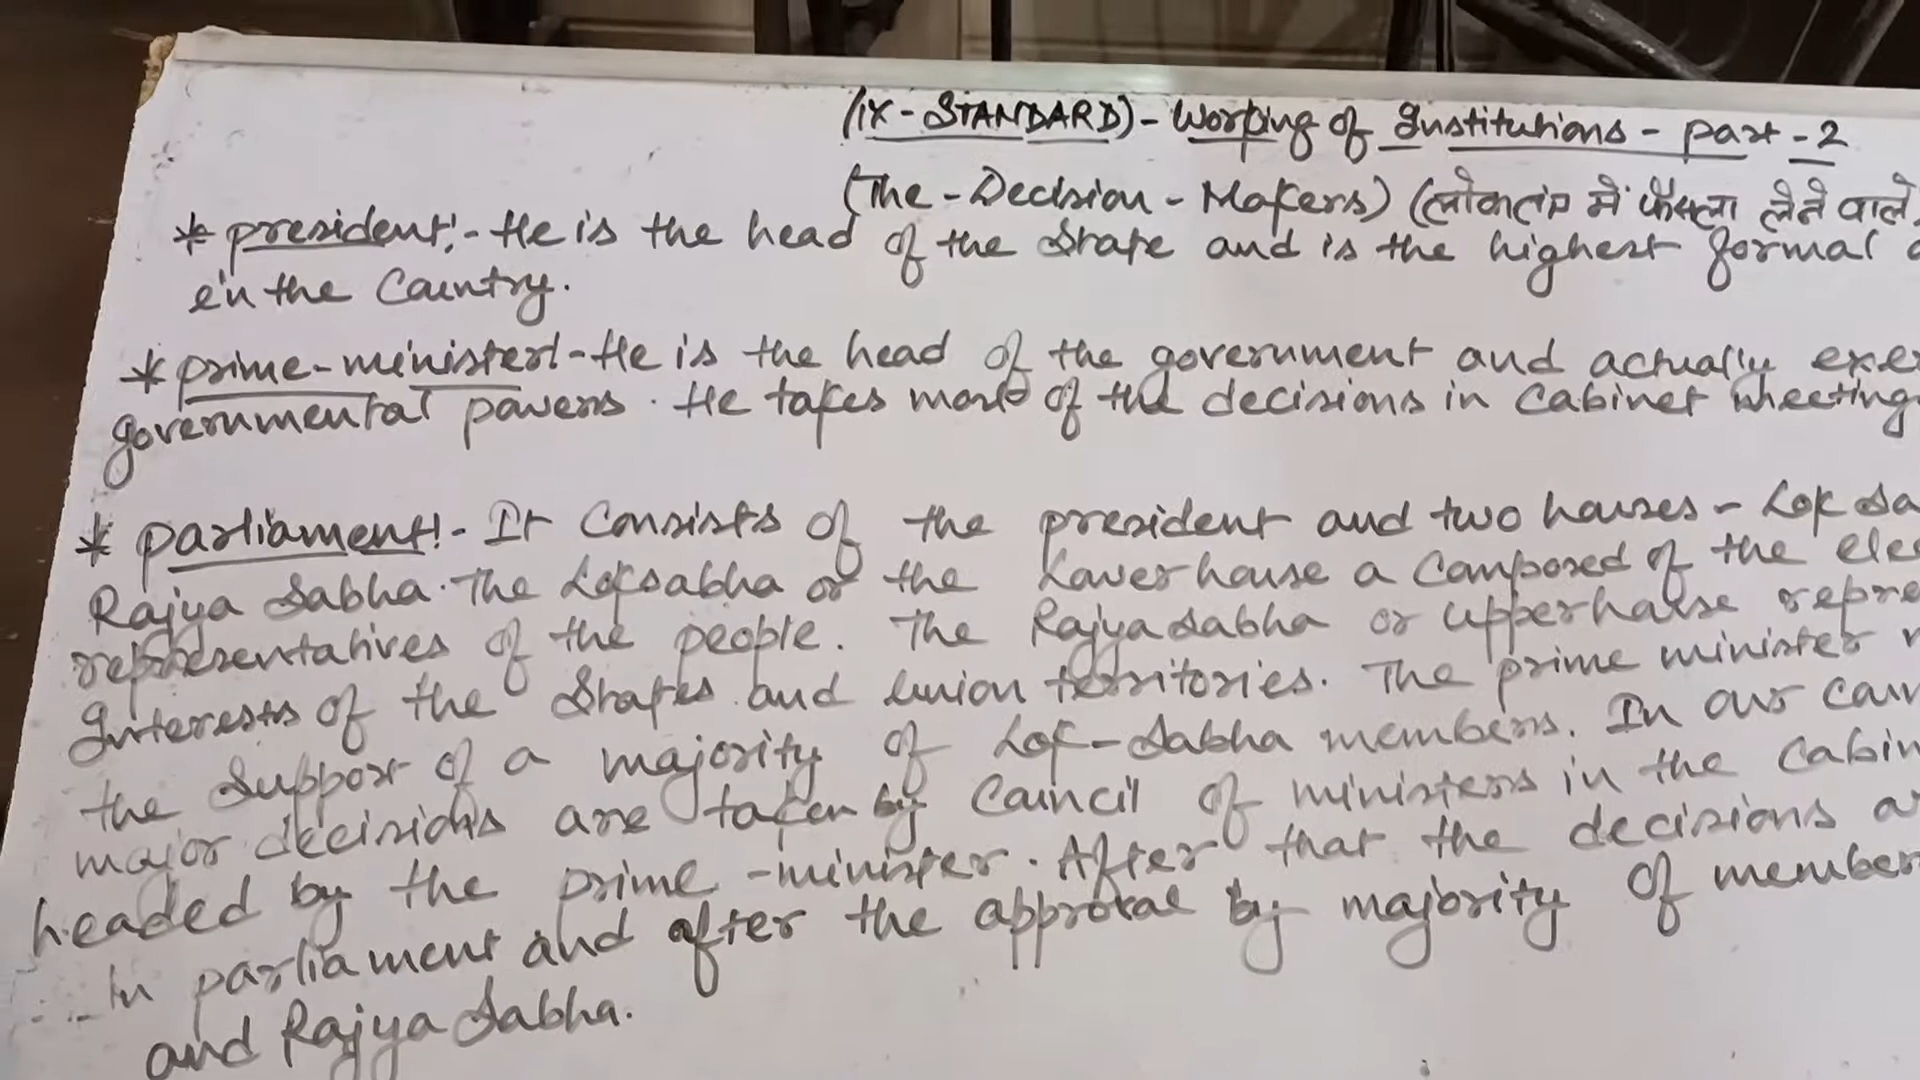 (IX-STANDARD)-Working of Institutions-part-2
(The-Decision-Makers) (लोकतंत्र में फैसला लेने वाले
* president:-He is the head of the State and is the highest formal
in the Country.
* prime-minister:-He is the head of the government and actually exer
governmental powers. He takes most of the decisions in Cabinet meeting
* parliament:-It consists of the president and two houses-Lok Sa
Rajya Sabha. The Loksabha or the Lower house a composed of the elec
representatives of the people. The Rajyasabha or upperhouse repre
Interests of the States and union territories. The prime minister
the support of a majority of Lok-Sabha members. In our coun
major decisions are taken by Council of ministers in the cabin
headed by the prime-minister. After that the decisions a
in parliament and after the approval by majority of member
and Rajya Sabha.